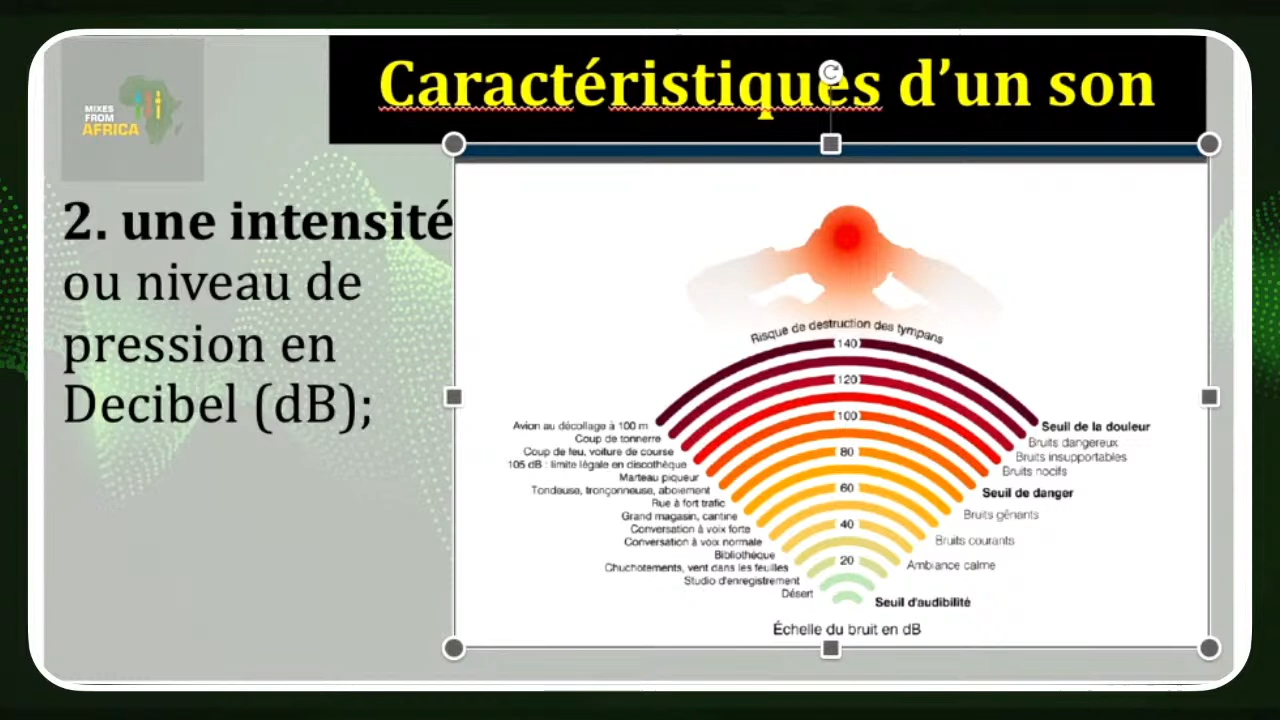 Caractéristiques d’un son
MIXES
FROM
AFRICA
2. une intensité
ou niveau de
pression en
Decibel (dB);
Risque de destruction des tympans
140
120
100
80
60
40
20
Avion au décollage à 100 m
Coup de tonnerre
Coup de feu, voiture de course
105 dB : limite légale en discothèque
Marteau piqueur
Tondeuse, tronçonneuse, aboiement
Rue à fort trafic
Grand magasin, cantine
Conversation à voix forte
Conversation à voix normale
Bibliothèque
Chuchotements, vent dans les feuilles
Studio d'enregistrement
Désert
Seuil de la douleur
Bruits dangereux
Bruits insupportables
Bruits nocifs
Seuil de danger
Bruits gênants
Bruits courants
Ambiance calme
Seuil d'audibilité
Échelle du bruit en dB